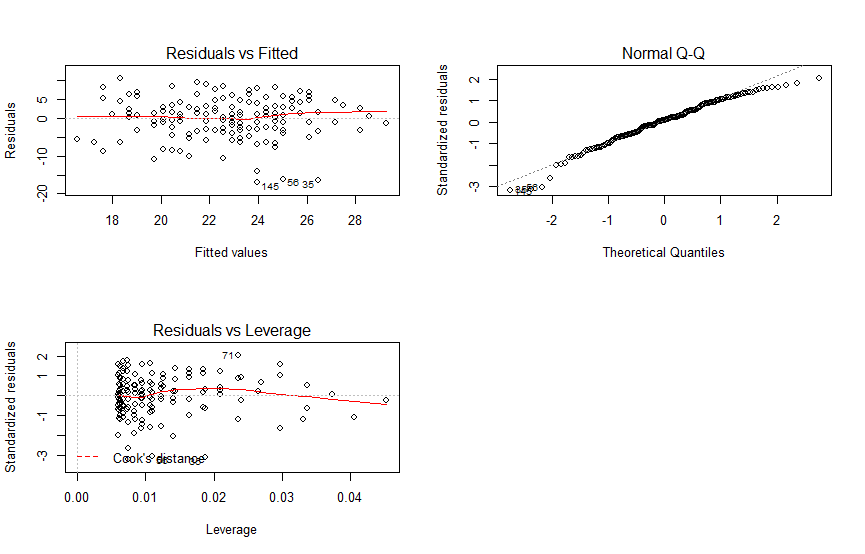 Residuals vs Fitted
Residuals
5
0
-10
-20
145
56
35
18 20 22 24 26 28
Fitted values
Normal Q-Q
Standardized residuals
2
1
0
-1
-3
145
-2 -1 0 1 2
Theoretical Quantiles
Residuals vs Leverage
Standardized residuals
2
1
-1
-3
71
Cook's distance
0.00 0.01 0.02 0.03 0.04
Leverage